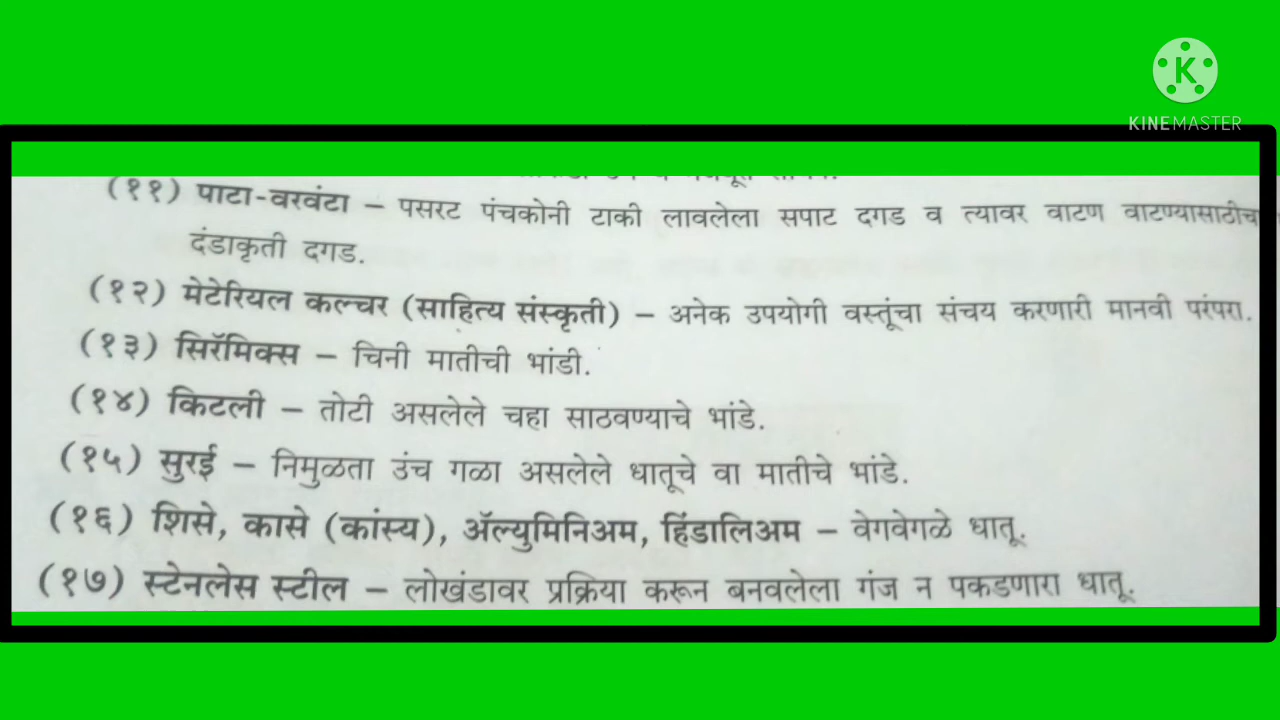 KINEMASTER
(११) पाटा-वरवंटा – पसरट पंचकोनी टाकी लावलेला सपाट दगड व त्यावर वाटण वाटण्यासाठीचा
दंडाकृती दगड.
(१२) मेटेरियल कल्चर (साहित्य संस्कृती) – अनेक उपयोगी वस्तूंचा संचय करणारी मानवी परंपरा.
(१३) सिरॅमिक्स – चिनी मातीची भांडी.
(१४) किटली – तोटी असलेले चहा साठवण्याचे भांडे.
(१५) सुरई – निमुळता उंच गळा असलेले धातूचे वा मातीचे भांडे.
(१६) शिसे, कासे (कांस्य), ॲल्युमिनिअम, हिंडालिअम – वेगवेगळे धातू.
(१७) स्टेनलेस स्टील – लोखंडावर प्रक्रिया करून बनवलेला गंज न पकडणारा धातू.